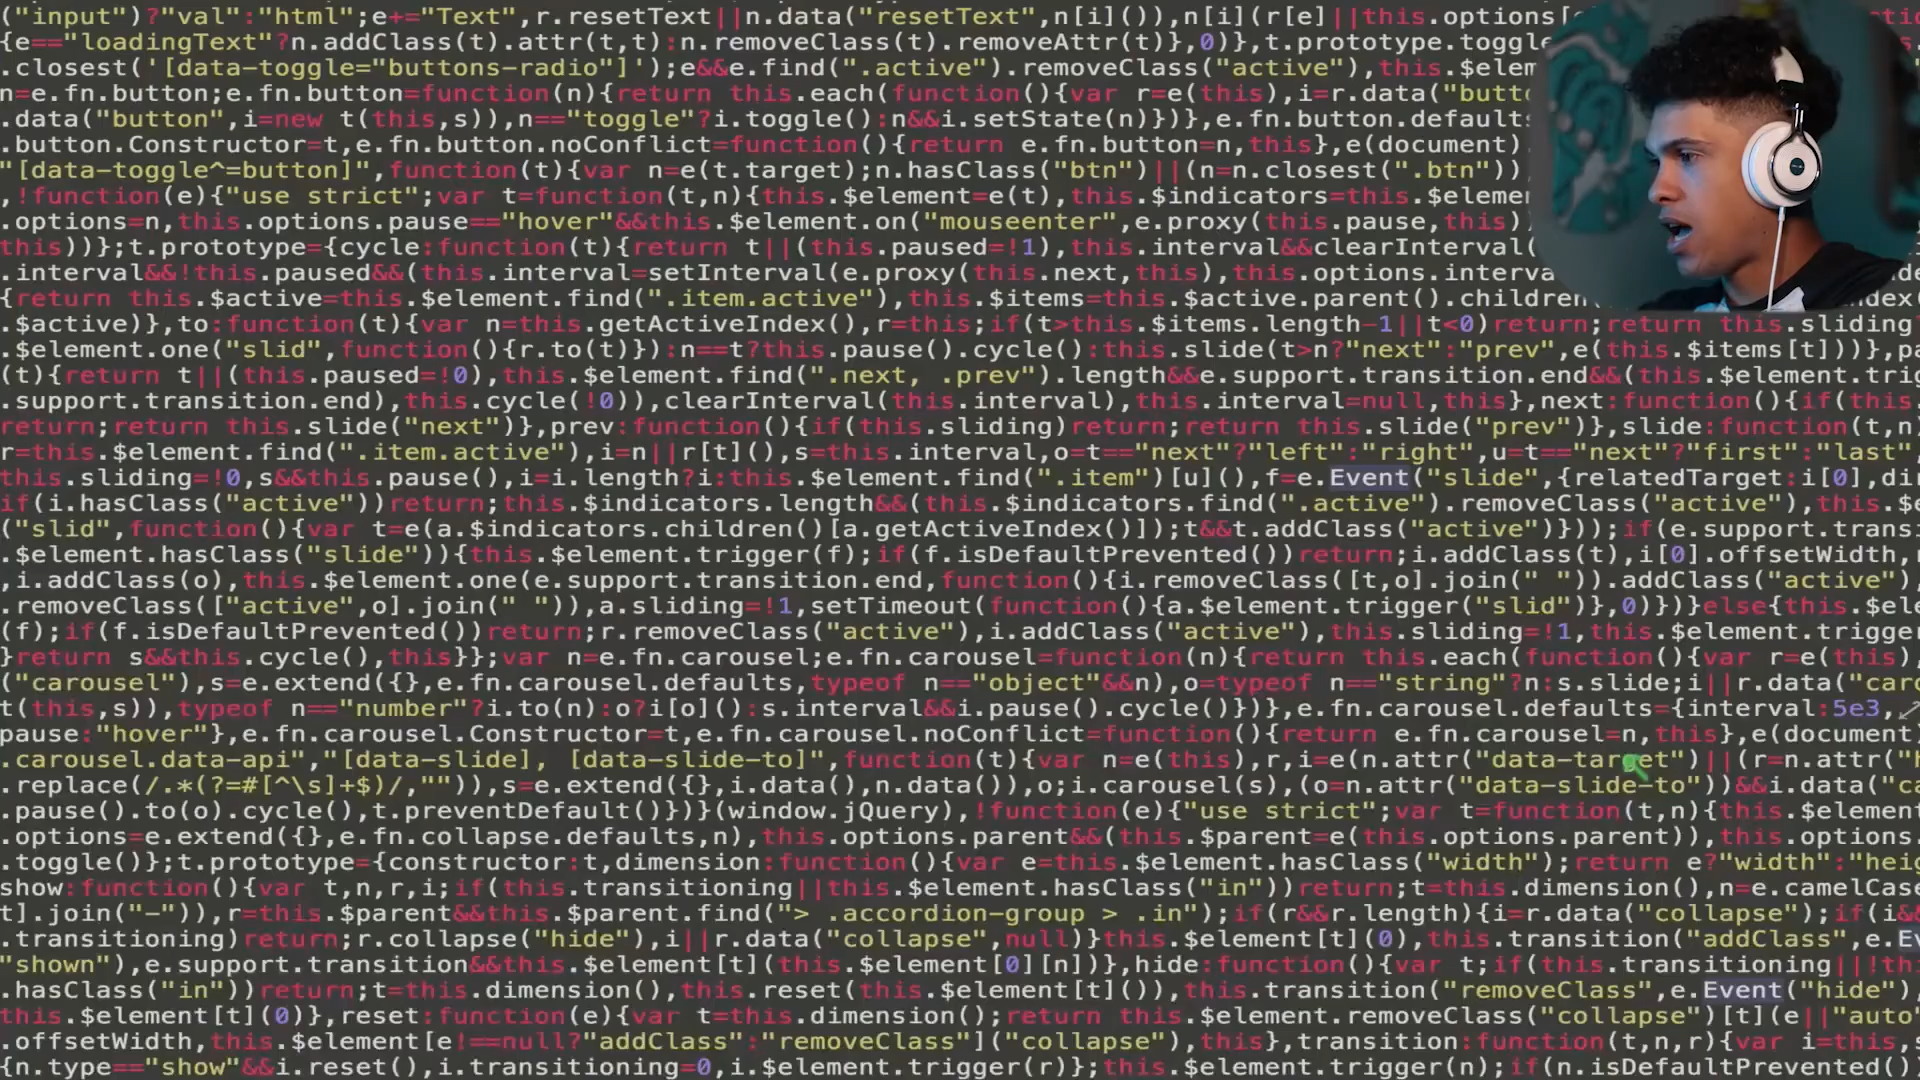 ("input")?"val":"html";e+="Text",r.resetText||n.data("resetText",n[i]()),n[i](r[e]||this.options[
{e=="loadingText"?n.addClass(t).attr(t,t):n.removeClass(t).removeAttr(t)},0)},t.prototype.toggle
.closest('[data-toggle="buttons-radio"]');e&&e.find(".active").removeClass("active"),this.$elem
n=e.fn.button;e.fn.button=function(n){return this.each(function(){var r=e(this),i=r.data("butto
.data("button",i=new t(this,s)),n=="toggle"?i.toggle():n&&i.setState(n)})},e.fn.button.defaults
.button.Constructor=t,e.fn.button.noConflict=function(){return e.fn.button=n,this},e(document).
"[data-toggle^=button]",function(t){var n=e(t.target);n.hasClass("btn")||(n=n.closest(".btn"))
,!function(e){"use strict";var t=function(t,n){this.$element=e(t),this.$indicators=this.$eleme
.options=n,this.options.pause=="hover"&&this.$element.on("mouseenter",e.proxy(this.pause,this)
this))};t.prototype={cycle:function(t){return t||(this.paused=!1),this.interval&&clearInterval(
.interval&&!this.paused&&(this.interval=setInterval(e.proxy(this.next,this),this.options.interva
{return this.$active=this.$element.find(".item.active"),this.$items=this.$active.parent().children(
.$active)},to:function(t){var n=this.getActiveIndex(),r=this;if(t>this.$items.length-1||t<0)return;return this.sliding?
.$element.one("slid",function(){r.to(t)}):n==t?this.pause().cycle():this.slide(t>n?"next":"prev",e(this.$items[t]))},pa
(t){return t||(this.paused=!0),this.$element.find(".next, .prev").length&&e.support.transition.end&&(this.$element.trig
.support.transition.end),this.cycle(!0)),clearInterval(this.interval),this.interval=null,this},next:function(){if(this.
return;return this.slide("next")},prev:function(){if(this.sliding)return;return this.slide("prev")},slide:function(t,n)
r=this.$element.find(".item.active"),i=n||r[t](),s=this.interval,o=t=="next"?"left":"right",u=t=="next"?"first":"last",
this.sliding=!0,s&&this.pause(),i=i.length?i:this.$element.find(".item")[u](),f=e.Event("slide",{relatedTarget:i[0],dir
if(i.hasClass("active"))return;this.$indicators.length&&(this.$indicators.find(".active").removeClass("active"),this.$e
("slid",function(){var t=e(a.$indicators.children()[a.getActiveIndex()]);t&&t.addClass("active")}));if(e.support.transi
.$element.hasClass("slide")){this.$element.trigger(f);if(f.isDefaultPrevented())return;i.addClass(t),i[0].offsetWidth,r
,i.addClass(o),this.$element.one(e.support.transition.end,function(){i.removeClass([t,o].join(" ")).addClass("active")
.removeClass(["active",o].join(" ")),a.sliding=!1,setTimeout(function(){a.$element.trigger("slid")},0)})}else{this.$ele
(f);if(f.isDefaultPrevented())return;r.removeClass("active"),i.addClass("active"),this.sliding=!1,this.$element.trigger
}return s&&this.cycle(),this}};var n=e.fn.carousel;e.fn.carousel=function(n){return this.each(function(){var r=e(this),
("carousel"),s=e.extend({},e.fn.carousel.defaults,typeof n=="object"&&n),o=typeof n=="string"?n:s.slide;i||r.data("caro
t(this,s)),typeof n=="number"?i.to(n):o?i[o]():s.interval&&i.pause().cycle()})},e.fn.carousel.defaults={interval:5e3,
pause:"hover"},e.fn.carousel.Constructor=t,e.fn.carousel.noConflict=function(){return e.fn.carousel=n,this},e(document
.carousel.data-api","[data-slide], [data-slide-to]",function(t){var n=e(this),r,i=e(n.attr("data-target")||(r=n.attr("h
.replace(/.*(?=#[^\s]+$)/,"")),s=e.extend({},i.data(),n.data()),o;i.carousel(s),(o=n.attr("data-slide-to"))&&i.data("ca
.pause().to(o).cycle(),t.preventDefault()})}(window.jQuery),!function(e){"use strict";var t=function(t,n){this.$element
.options=e.extend({},e.fn.collapse.defaults,n),this.options.parent&&(this.$parent=e(this.options.parent)),this.options.
.toggle()};t.prototype={constructor:t,dimension:function(){var e=this.$element.hasClass("width");return e?"width":"heig
show:function(){var t,n,r,i;if(this.transitioning||this.$element.hasClass("in"))return;t=this.dimension(),n=e.camelCase
t].join("-")),r=this.$parent&&this.$parent.find("> .accordion-group > .in");if(r&&r.length){i=r.data("collapse");if(i&&
.transitioning)return;r.collapse("hide"),i||r.data("collapse",null)}this.$element[t](0),this.transition("addClass",e.Ev
"shown"),e.support.transition&&this.$element[t](this.$element[0][n])},hide:function(){var t;if(this.transitioning||!thi
.hasClass("in"))return;t=this.dimension(),this.reset(this.$element[t]()),this.transition("removeClass",e.Event("hide"),
this.$element[t](0)},reset:function(e){var t=this.dimension();return this.$element.removeClass("collapse")[t](e||"auto"
.offsetWidth,this.$element[e!==null?"addClass":"removeClass"]("collapse"),this},transition:function(t,n,r){var i=this,s
{n.type=="show"&&i.reset(),i.transitioning=0,i.$element.trigger(r)};this.$element.trigger(n);if(n.isDefaultPrevented()